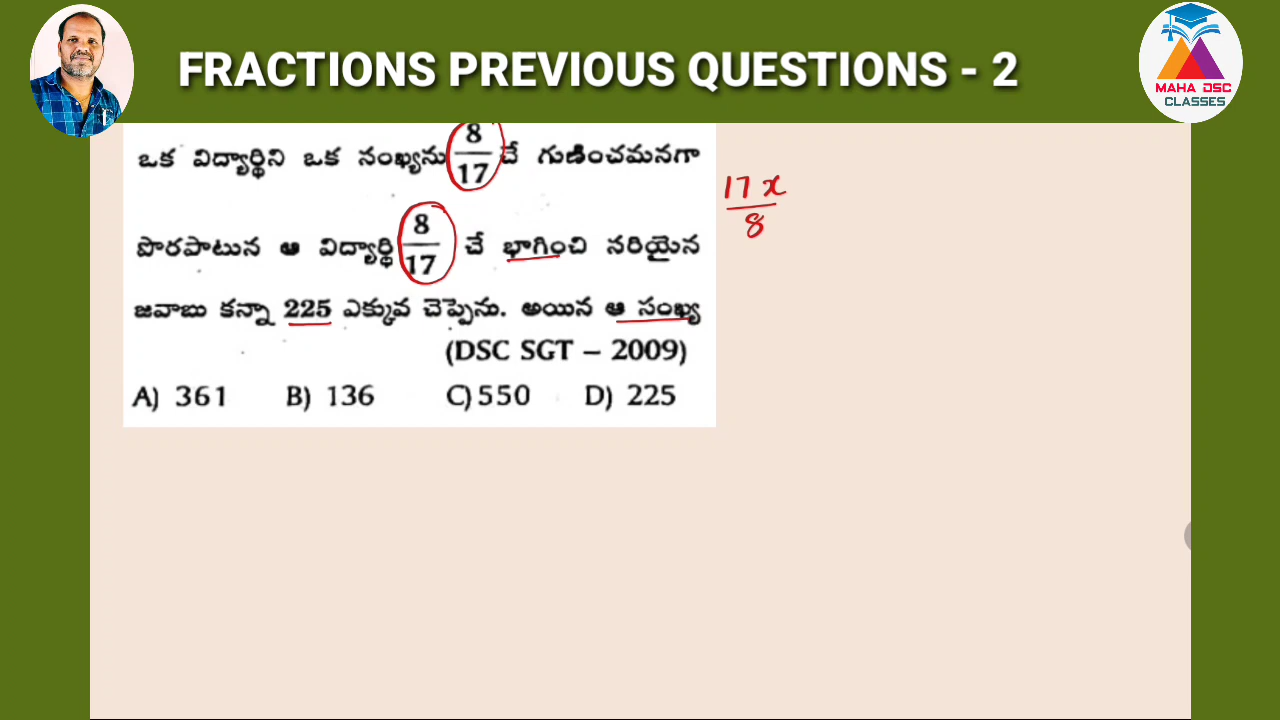 FRACTIONS PREVIOUS QUESTIONS - 2
MAHA DSC
CLASSES
ఒక విద్యార్థిని ఒక సంఖ్యను 8/17 చే గుణించమనగా
పొరపాటున ఆ విద్యార్థి 8/17 చే భాగించి సరియైన
జవాబు కన్నా 225 ఎక్కువ చెప్పెను. అయిన ఆ సంఖ్య
(DSC SGT – 2009)
A) 361 B) 136 C) 550 D) 225
17x/8